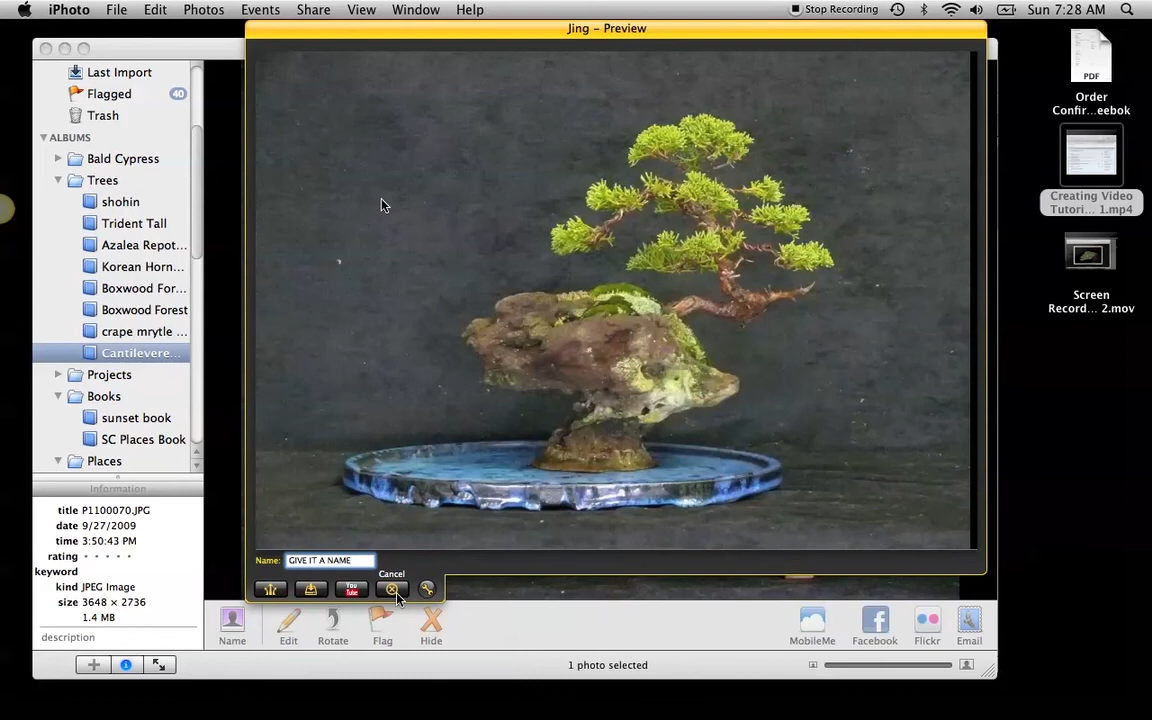 iPhoto File Edit Photos Events Share View Window Help Stop Recording Sun 7:28 AM
Jing – Preview
Last Import
Flagged 40
Trash
ALBUMS
Bald Cypress
Trees
shohin
Trident Tall
Azalea Repot...
Korean Horn...
Boxwood For...
Boxwood Forest
crape mrytle ...
Cantilevere...
Projects
Books
sunset book
SC Places Book
Places
Information
title P1100070.JPG
date 9/27/2009
time 3:50:43 PM
rating
keyword
kind JPEG Image
size 3648 × 2736
1.4 MB
description
Name: GIVE IT A NAME
Cancel
You
Tube
Name Edit Rotate Flag Hide MobileMe Facebook Flickr Email
1 photo selected
PDF
Order
Confir...eebok
Creating Video
Tutori... 1.mp4
Screen
Record... 2.mov